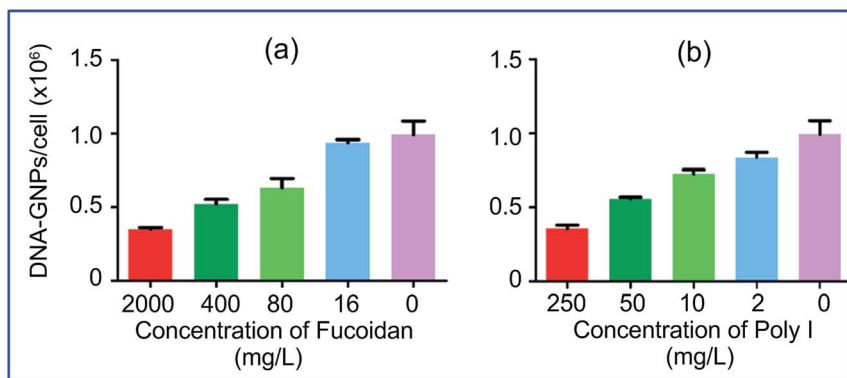 (a)
DNA-GNPs/cell (x10⁶)
1.5
1.0
0.5
0
2000 400 80 16 0
Concentration of Fucoidan
(mg/L)
(b)
1.5
1.0
0.5
0
250 50 10 2 0
Concentration of Poly I
(mg/L)